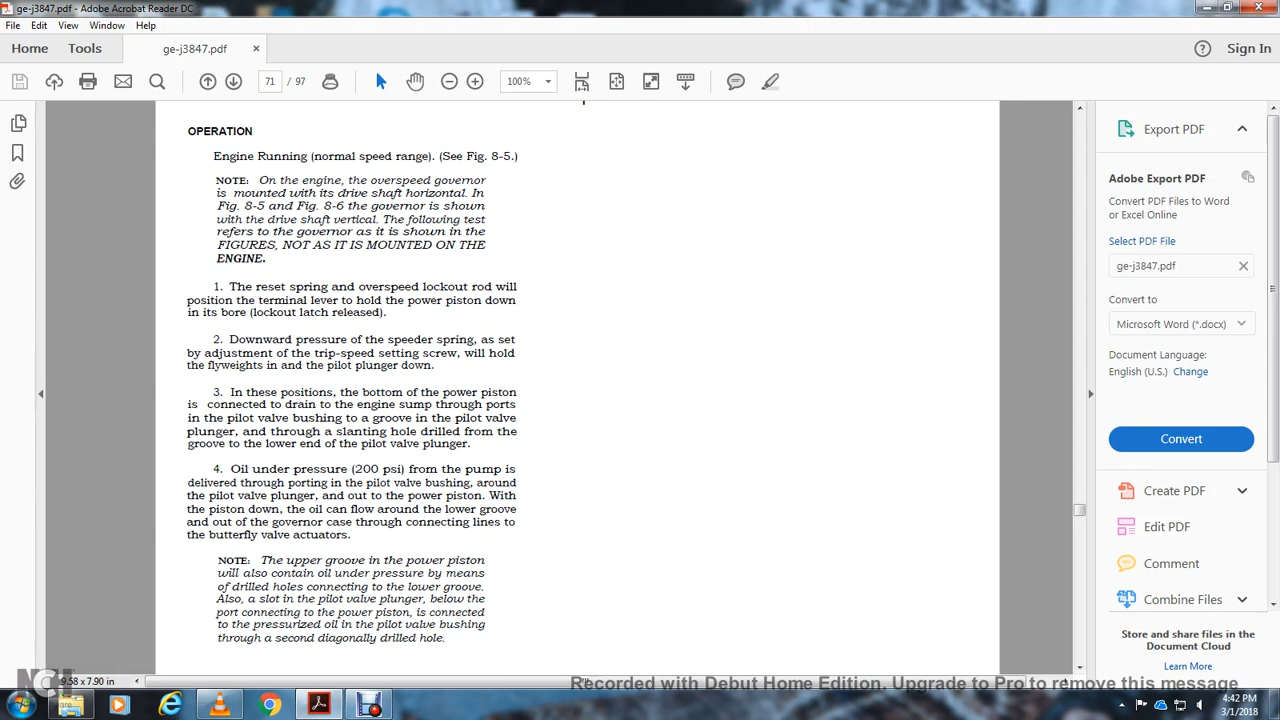 ge-j3847.pdf - Adobe Acrobat Reader DC
File Edit View Window Help
Home Tools ge-j3847.pdf × Sign In
71 / 97 100%
OPERATION
Engine Running (normal speed range). (See Fig. 8-5.)
NOTE: On the engine, the overspeed governor
is mounted with its drive shaft horizontal. In
Fig. 8-5 and Fig. 8-6 the governor is shown
with the drive shaft vertical. The following test
refers to the governor as it is shown in the
FIGURES, NOT AS IT IS MOUNTED ON THE
ENGINE.
1. The reset spring and overspeed lockout rod will
position the terminal lever to hold the power piston down
in its bore (lockout latch released).
2. Downward pressure of the speeder spring, as set
by adjustment of the trip-speed setting screw, will hold
the flyweights in and the pilot plunger down.
3. In these positions, the bottom of the power piston
is connected to drain to the engine sump through ports
in the pilot valve bushing to a groove in the pilot valve
plunger, and through a slanting hole drilled from the
groove to the lower end of the pilot valve plunger.
4. Oil under pressure (200 psi) from the pump is
delivered through porting in the pilot valve bushing, around
the pilot valve plunger, and out to the power piston. With
the piston down, the oil can flow around the lower groove
and out of the governor case through connecting lines to
the butterfly valve actuators.
NOTE: The upper groove in the power piston
will also contain oil under pressure by means
of drilled holes connecting to the lower groove.
Also, a slot in the pilot valve plunger, below the
port connecting to the power piston, is connected
to the pressurized oil in the pilot valve bushing
through a second diagonally drilled hole.
9.58 x 7.90 in
Export PDF
Adobe Export PDF
Convert PDF Files to Word
or Excel Online
Select PDF File
ge-j3847.pdf
Convert to
Microsoft Word (*.docx)
Document Language:
English (U.S.) Change
Convert
Create PDF
Edit PDF
Comment
Combine Files
Store and share files in the
Document Cloud
Learn More
Recorded with Debut Home Edition. Upgrade to Pro to remove this message
NCH
4:42 PM
3/1/2018